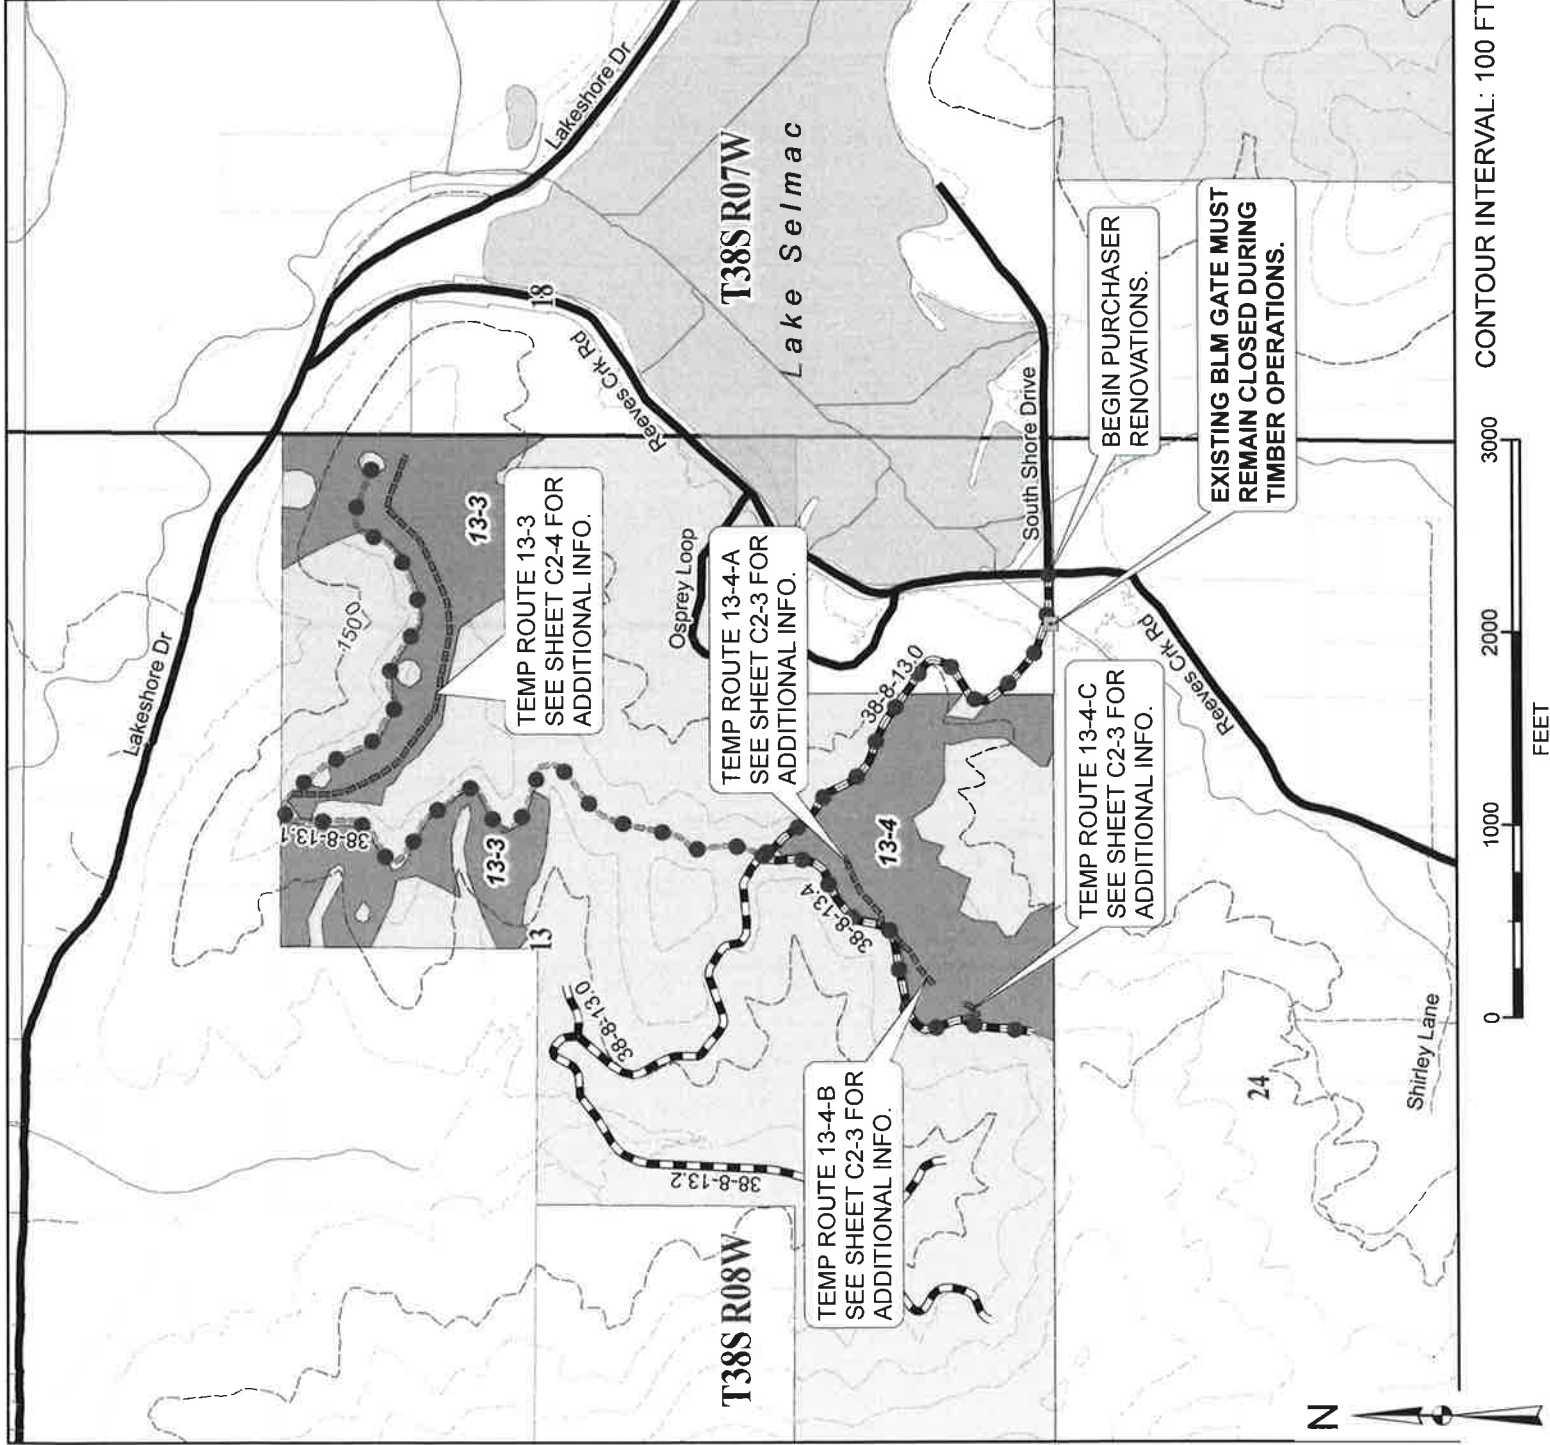 Lakeshore Dr
Lakeshore Dr
T38S R07W
Lake Selmac
18
Reeves Crk Rd
South Shore Drive
BEGIN PURCHASER
RENOVATIONS.
EXISTING BLM GATE MUST
REMAIN CLOSED DURING
TIMBER OPERATIONS.
13-3
1500
TEMP ROUTE 13-3
SEE SHEET C2-4 FOR
ADDITIONAL INFO.
Osprey Loop
TEMP ROUTE 13-4-A
SEE SHEET C2-3 FOR
ADDITIONAL INFO.
38-8-13.0
TEMP ROUTE 13-4-C
SEE SHEET C2-3 FOR
ADDITIONAL INFO.
Reeves Crk Rd
38-8-13.1
13-3
13-4
38-8-13.4
13
38-8-13.0
38-8-13.2
TEMP ROUTE 13-4-B
SEE SHEET C2-3 FOR
ADDITIONAL INFO.
T38S R08W
24
Shirley Lane
N
0 1000 2000 3000
FEET
CONTOUR INTERVAL: 100 FT